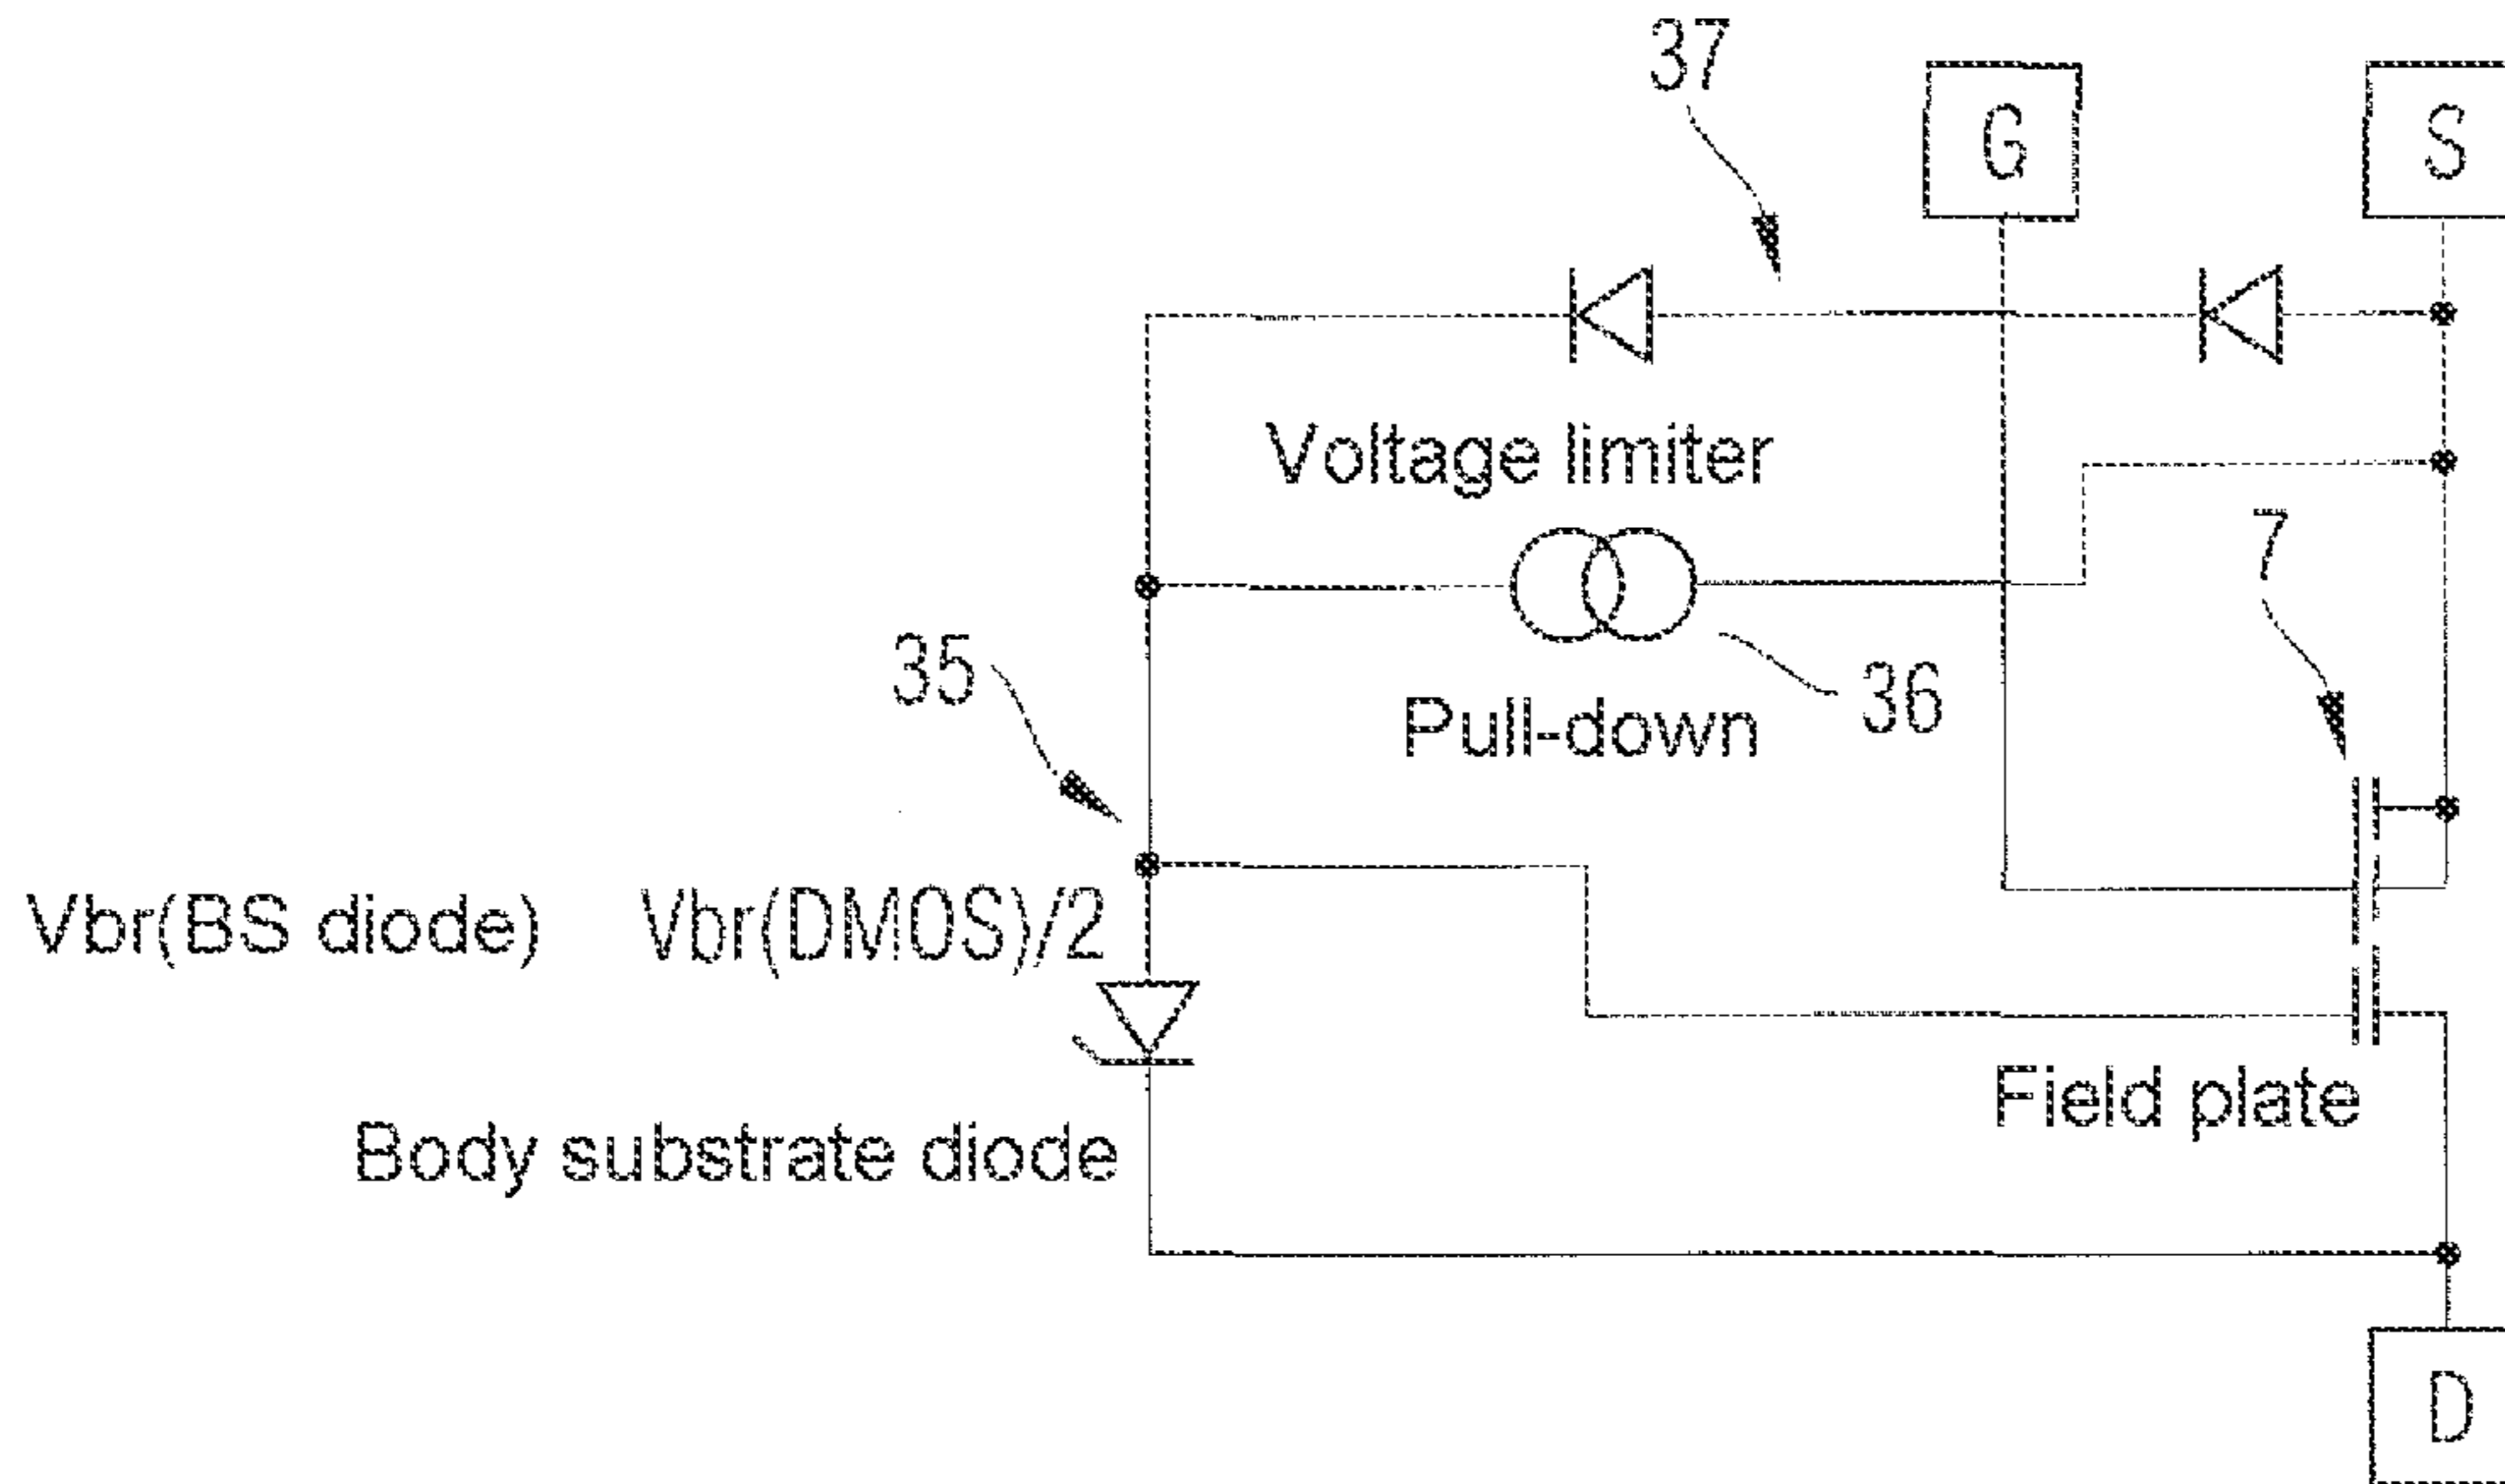 37
G
S
Voltage limiter
7
35
36
Pull-down
Vbr(BS diode) Vbr(DMOS)/2
Field plate
Body substrate diode
D